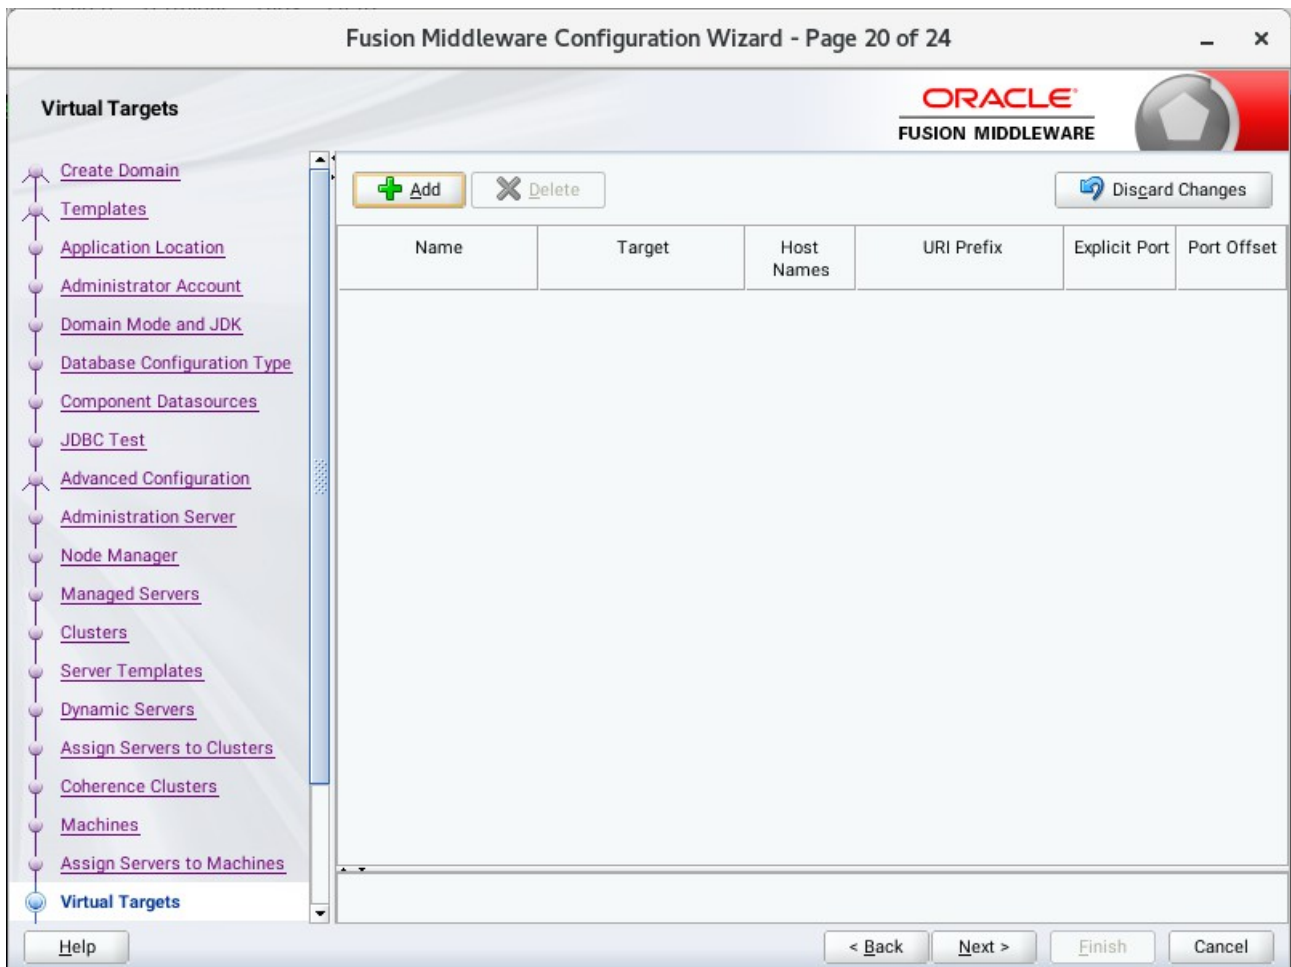 Fusion Middleware Configuration Wizard - Page 20 of 24
Virtual Targets
ORACLE
FUSION MIDDLEWARE
Create Domain
Templates
Application Location
Administrator Account
Domain Mode and JDK
Database Configuration Type
Component Datasources
JDBC Test
Advanced Configuration
Administration Server
Node Manager
Managed Servers
Clusters
Server Templates
Dynamic Servers
Assign Servers to Clusters
Coherence Clusters
Machines
Assign Servers to Machines
Virtual Targets
Add Delete Discard Changes
Name Target Host Names URI Prefix Explicit Port Port Offset
Help < Back Next > Finish Cancel